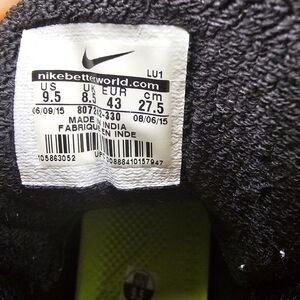 LU1
nikebetterworld.com
US UK EUR cm
9.5 8.5 43 27.5
06/09/15 08/06/15
MADE IN INDIA
FABRIQUE EN INDE